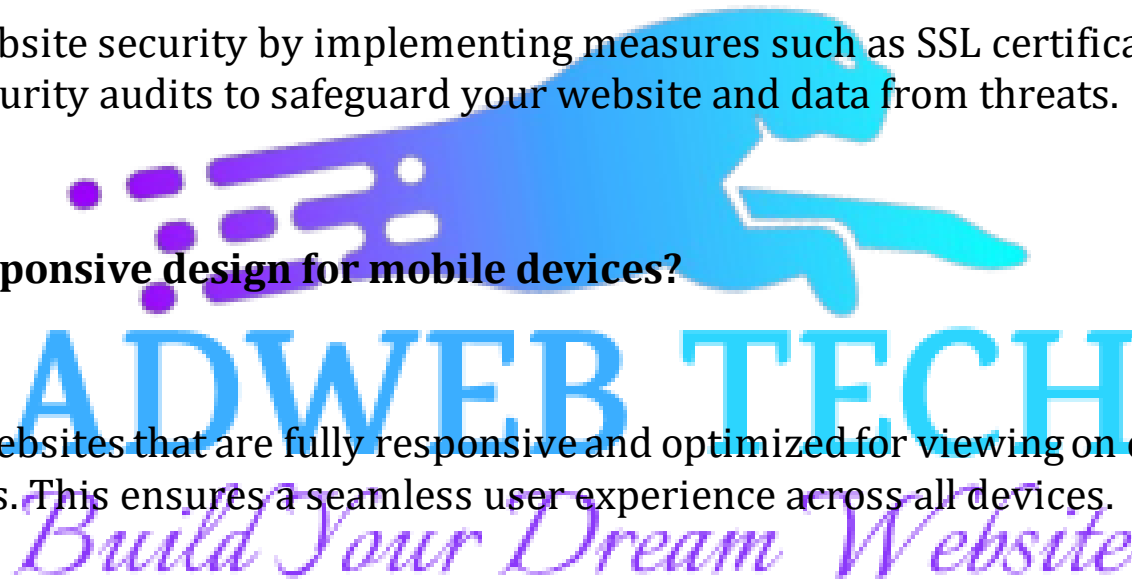 bsite security by implementing measures such as SSL certifica
urity audits to safeguard your website and data from threats.
ponsive design for mobile devices?
ADWEB TECH
ebsites that are fully responsive and optimized for viewing on
s. This ensures a seamless user experience across all devices.
Build Your Dream Website